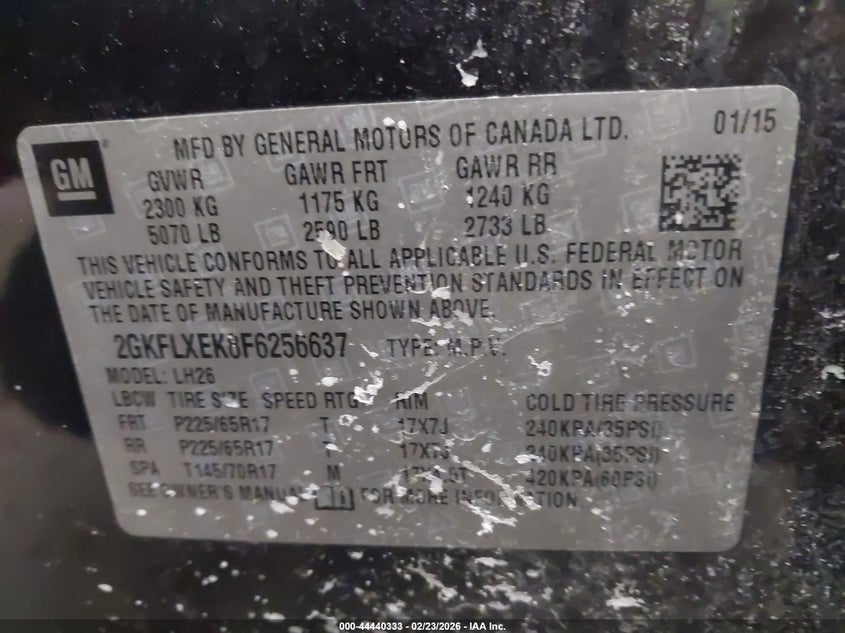 GM
MFD BY GENERAL MOTORS OF CANADA LTD. 01/15
GVWR GAWR FRT GAWR RR
2300 KG 1175 KG 1240 KG
5070 LB 2590 LB 2733 LB
THIS VEHICLE CONFORMS TO ALL APPLICABLE U.S. FEDERAL MOTOR
VEHICLE SAFETY AND THEFT PREVENTION STANDARDS IN EFFECT ON
THE DATE OF MANUFACTURE SHOWN ABOVE.
2GKFLXEK8F6256637 TYPE: M.P.V.
MODEL: LH26
LBCW TIRE SIZE SPEED RTG RIM COLD TIRE PRESSURE
FRT P225/65R17 T 17X7J 240KPA(35PSI)
RR P225/65R17 T 17X7J 240KPA(35PSI)
SPA T145/70R17 M 420KPA(60PSI)
SEE OWNER'S MANUAL FOR MORE INFORMATION
000-44440333 - 02/23/2026 - IAA Inc.